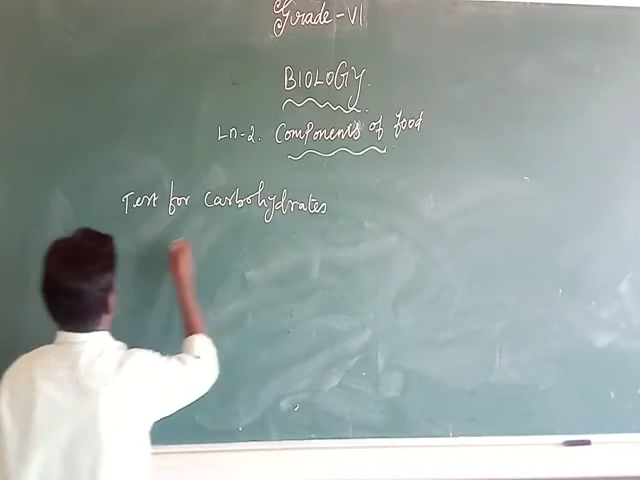 Grade-VI
BIOLOGY.
Ln-2. Components of food
Test for Carbohydrates